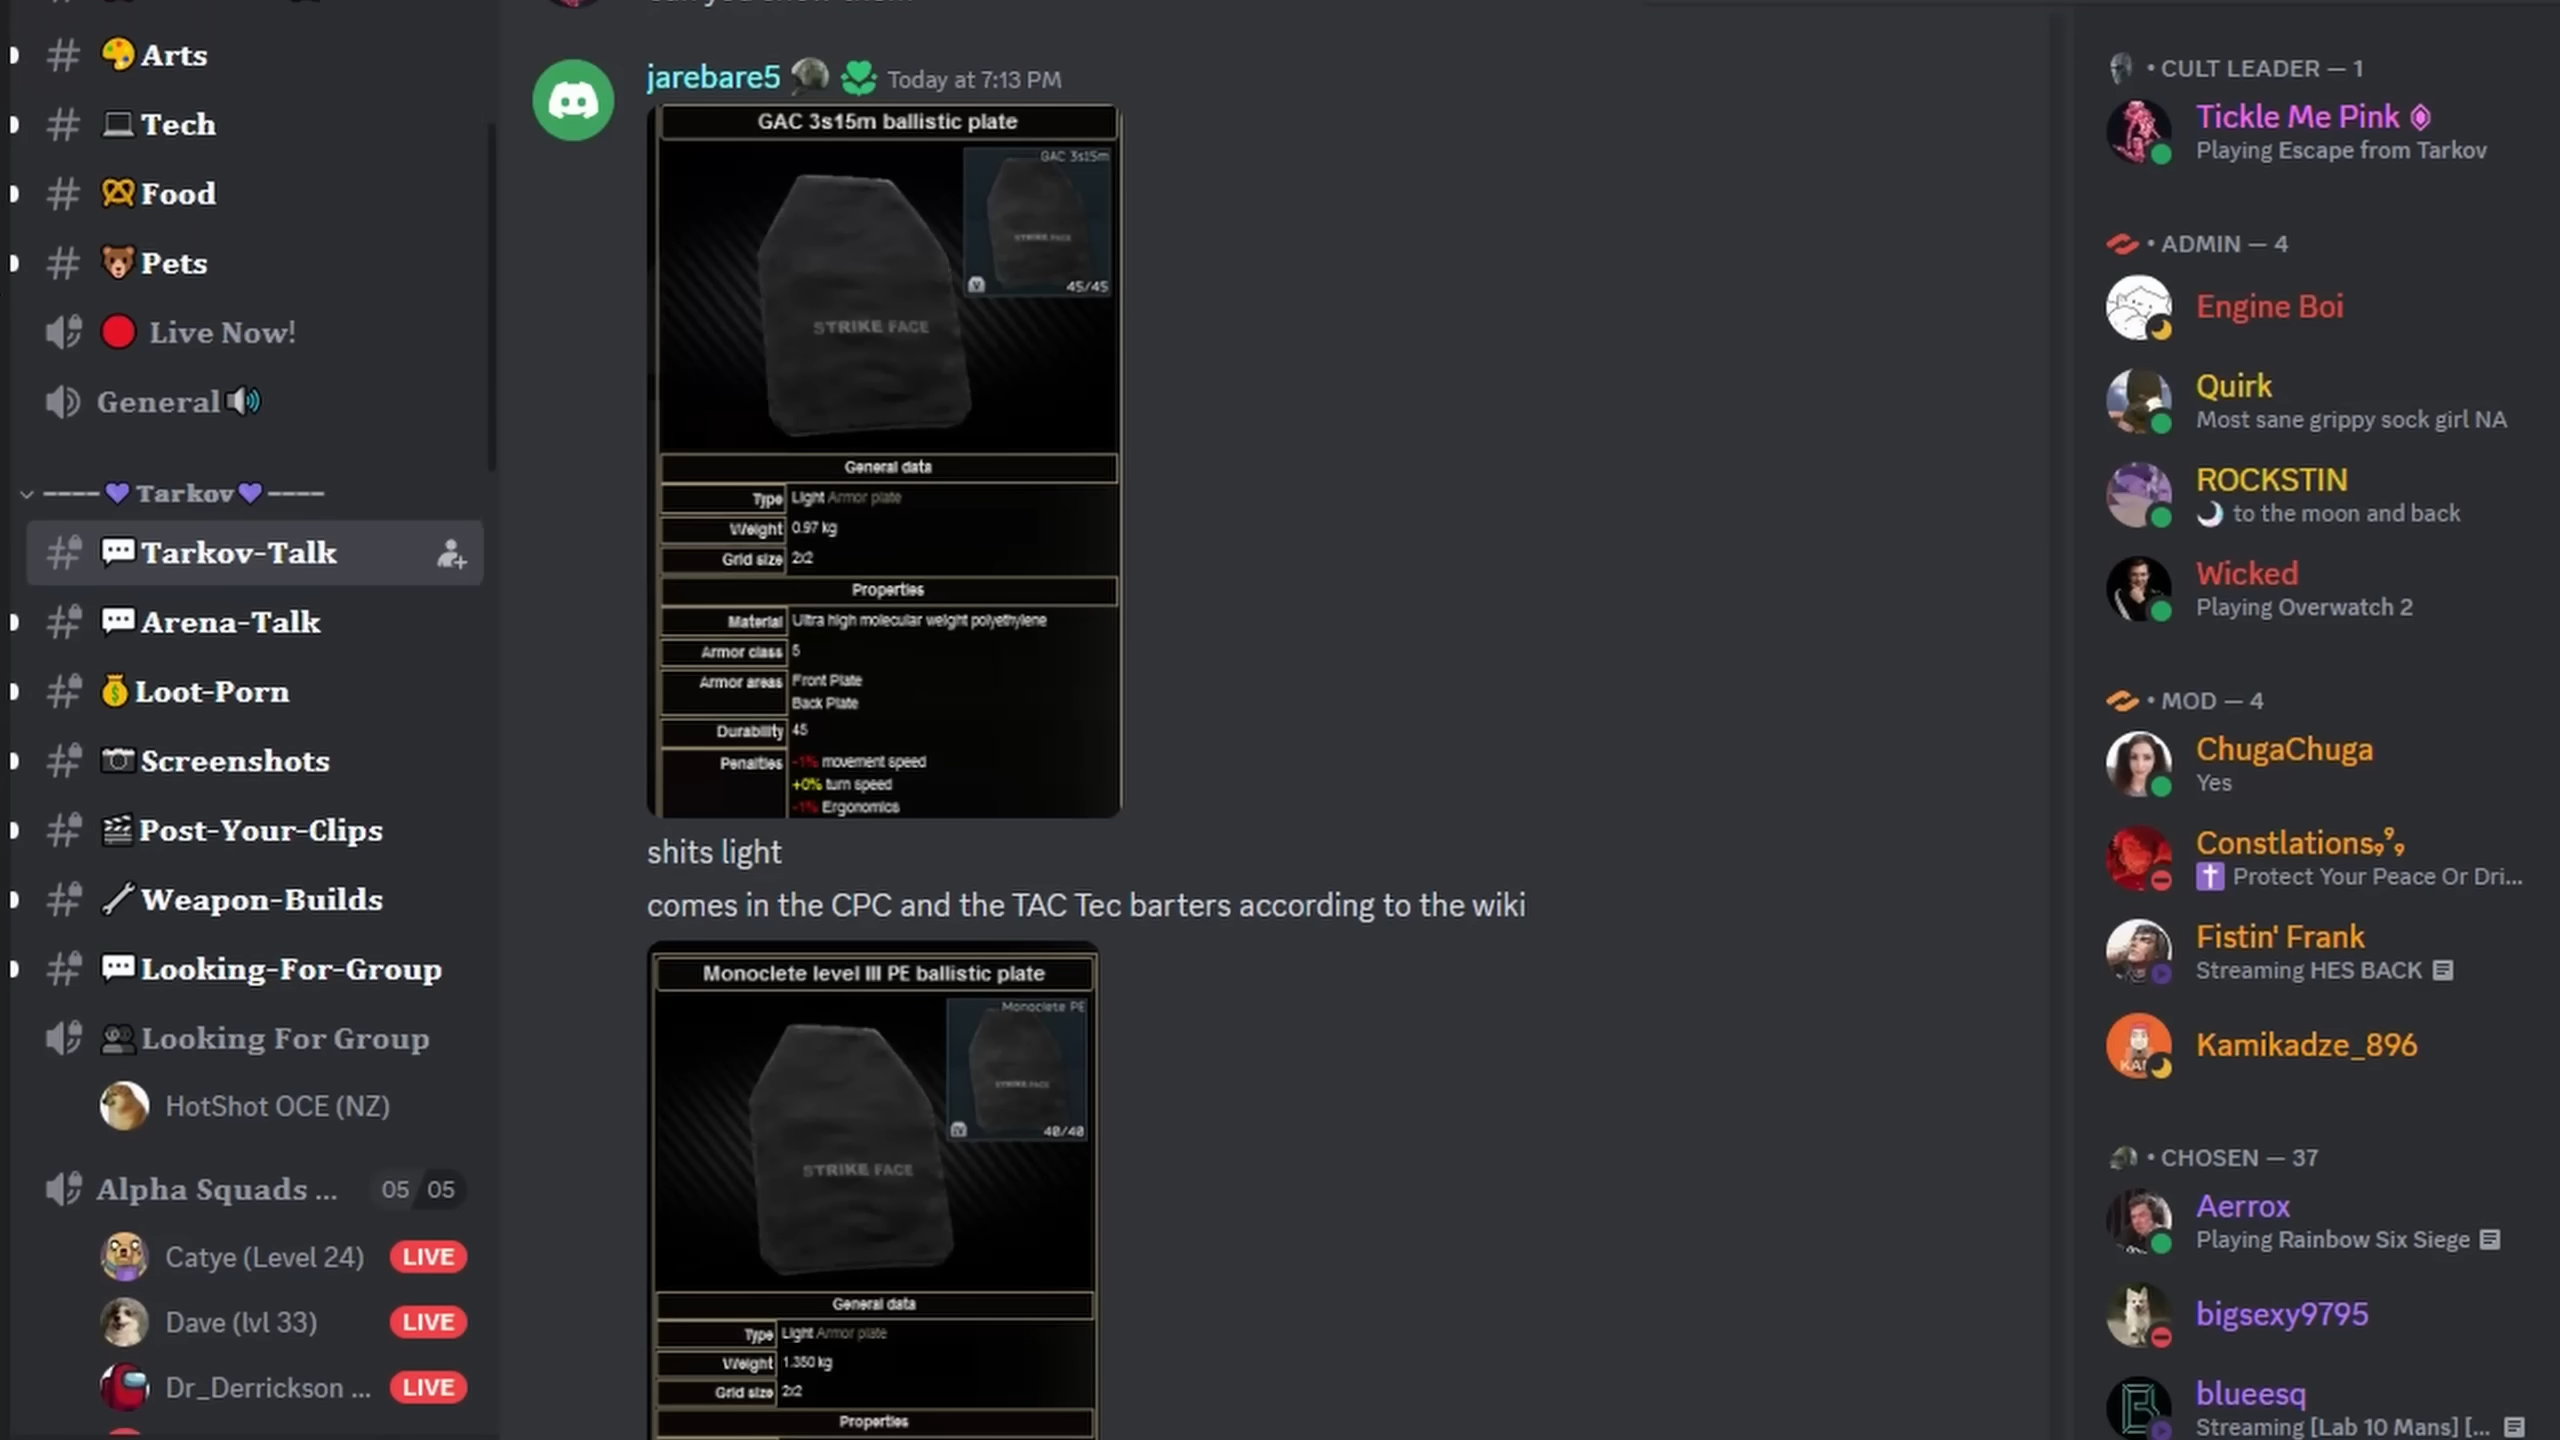 Arts
Tech
Food
Pets
Live Now!
General
---- Tarkov ----
Tarkov-Talk
Arena-Talk
Loot-Porn
Screenshots
Post-Your-Clips
Weapon-Builds
Looking-For-Group
Looking For Group
HotShot OCE (NZ)
Alpha Squads ... 05 05
Catye (Level 24) LIVE
Dave (lvl 33) LIVE
Dr_Derrickson ... LIVE
jarebare5 Today at 7:13 PM
GAC 3s15m ballistic plate
GAC 3s15m
STRIKE FACE
STRIKE FACE
45/45
General data
Type Light Armor plate
Weight 0.97 kg
Grid size 2x2
Properties
Material Ultra high molecular weight polyethylene
Armor class 5
Armor areas Front Plate
Back Plate
Durability 45
Penalties -1% movement speed
+0% turn speed
-1% Ergonomics
shits light
comes in the CPC and the TAC Tec barters according to the wiki
Monoclete level III PE ballistic plate
Monoclete PE
STRIKE FACE
40/40
STRIKE FACE
General data
Type Light Armor plate
Weight 1.350 kg
Grid size 2x2
Properties
• CULT LEADER — 1
Tickle Me Pink
Playing Escape from Tarkov
• ADMIN — 4
Engine Boi
Quirk
Most sane grippy sock girl NA
ROCKSTIN
to the moon and back
Wicked
Playing Overwatch 2
• MOD — 4
ChugaChuga
Yes
Constlations₉⁹₉
Protect Your Peace Or Dri...
Fistin' Frank
Streaming HES BACK
Kamikadze_896
• CHOSEN — 37
Aerrox
Playing Rainbow Six Siege
bigsexy9795
blueesq
Streaming [Lab 10 Mans] [...